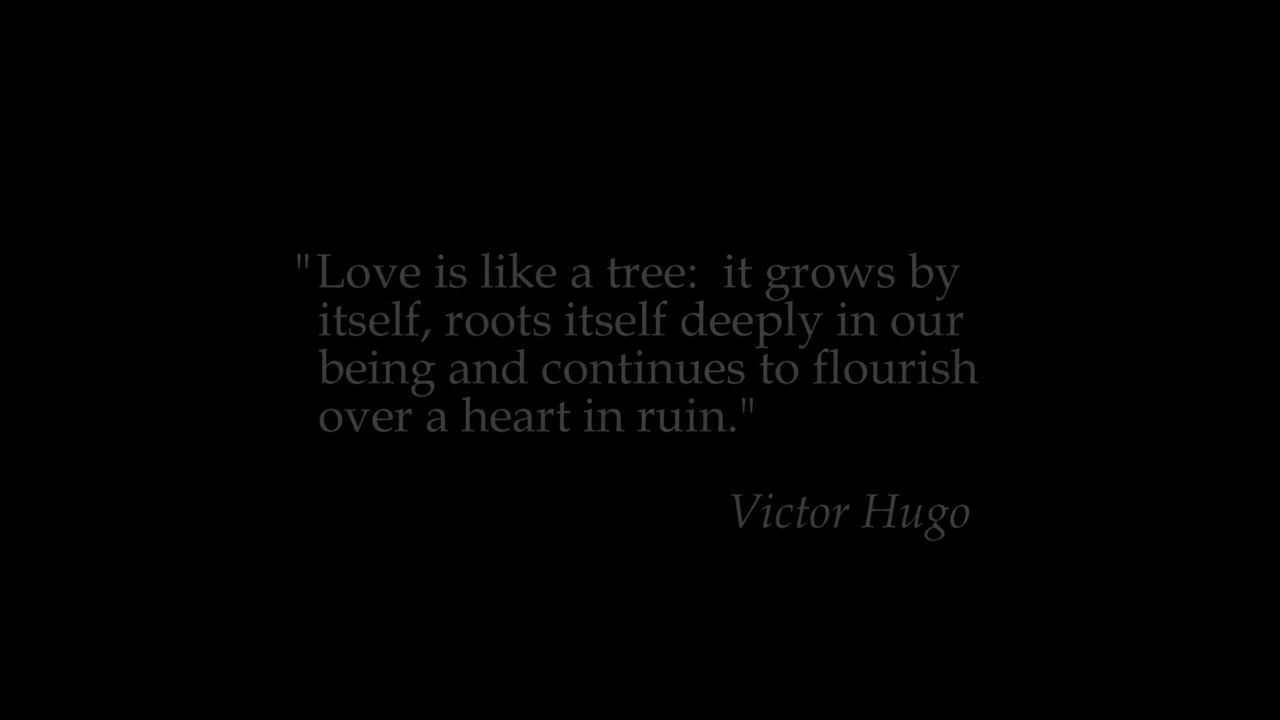 "Love is like a tree:  it grows by
itself, roots itself deeply in our
being and continues to flourish
over a heart in ruin."
Victor Hugo